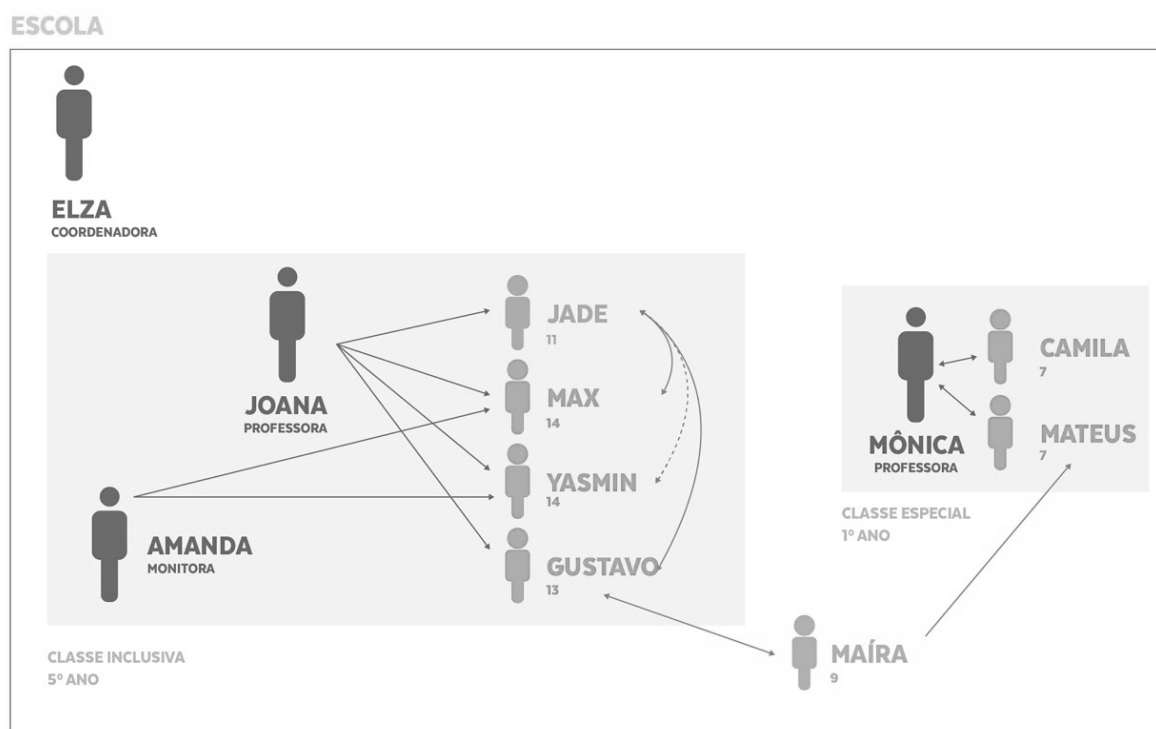 ESCOLA
ELZA
COORDENADORA
JOANA
PROFESSORA
AMANDA
MONITORA
JADE
11
MAX
14
YASMIN
14
GUSTAVO
13
CLASSE INCLUSIVA
5º ANO
MÔNICA
PROFESSORA
CAMILA
7
MATEUS
7
CLASSE ESPECIAL
1º ANO
MAÍRA
9